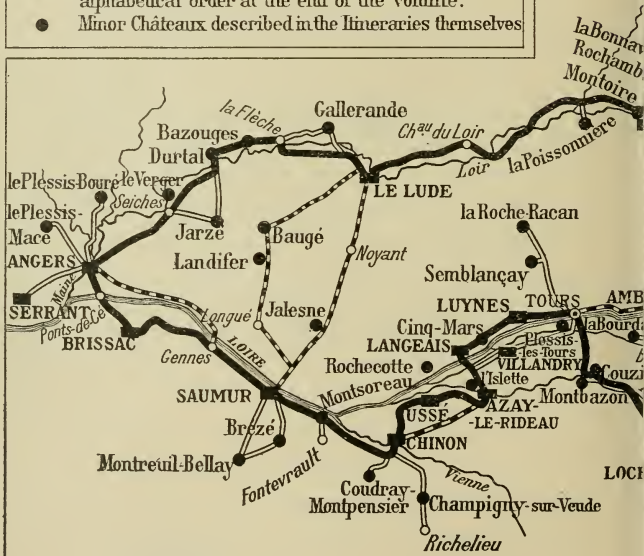 alphabetical order at the end of the volume.
Minor Châteaux described in the Itineraries themselves
la Bonnav
Rochamb
Montoire
la Flèche
Gallerande
Bazouges
Chau du Loir
Durtal
Loir
la Poissonnière
le Plessis-Bouré
le Verger
Seiches
LE LUDE
le Plessis-
Macé
Jarzé
Baugé
la Roche-Racan
ANGERS
Landifer
Noyant
Semblançay
Maine
SERRANT
Ponts-de-Cé
Longué
Jalesne
LUYNES
TOURS
AMB
BRISSAC
LOIRE
Cinq-Mars
la Bourd
Gennes
LANGEAIS
Plessis-
les-Tours
Rochecotte
VILLANDRY
Couzi
Montsoreau
l'Islette
SAUMUR
USSÉ
AZAY-
-LE-RIDEAU
Montbazon
Brézé
CHINON
Montreuil-Bellay
Fontevrault
Vienne
LOCH
Coudray-
Montpensier
Champigny-sur-Veude
Richelieu